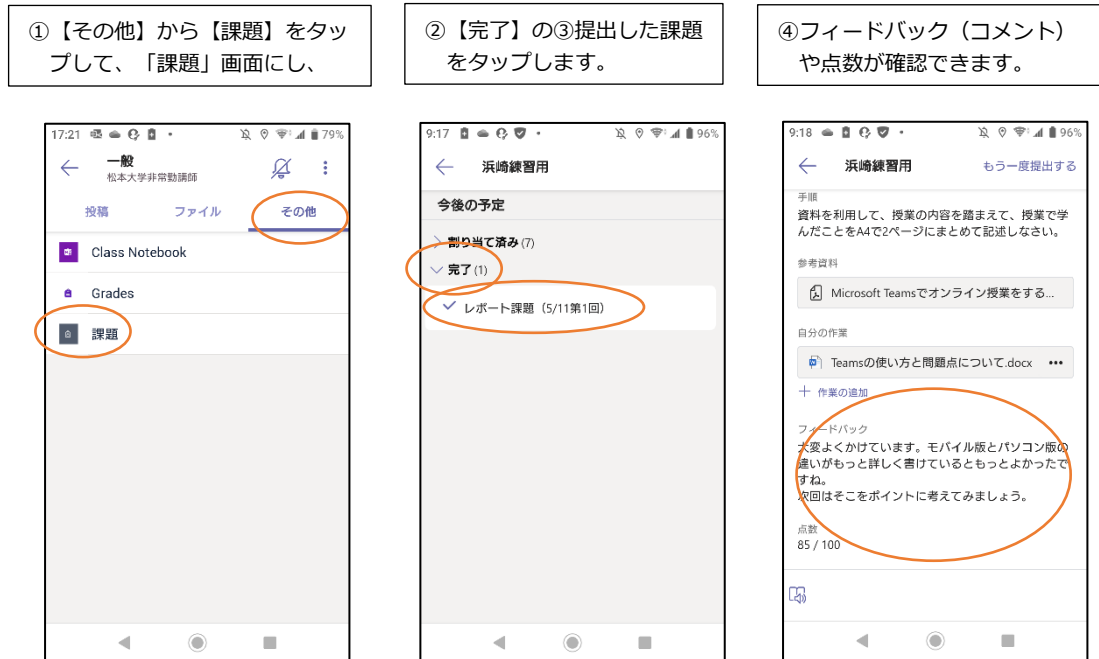 ①【その他】から【課題】をタッ
プして、「課題」画面にし、
②【完了】の③提出した課題
をタップします。
④フィードバック（コメント）
や点数が確認できます。
17:21
79%
一般
松本大学非常勤講師
投稿
ファイル
その他
Class Notebook
Grades
課題
9:17
96%
浜崎練習用
今後の予定
割り当て済み (7)
完了 (1)
レポート課題（5/11第1回）
9:18
96%
浜崎練習用
もう一度提出する
手順
資料を利用して、授業の内容を踏まえて、授業で学
んだことをA4で2ページにまとめて記述しなさい。
参考資料
Microsoft Teamsでオンライン授業をする...
自分の作業
Teamsの使い方と問題点について.docx
作業の追加
フィードバック
大変よくかけています。モバイル版とパソコン版の
違いがもっと詳しく書けているともっとよかったで
すね。
次回はそこをポイントに考えてみましょう。
点数
85 / 100